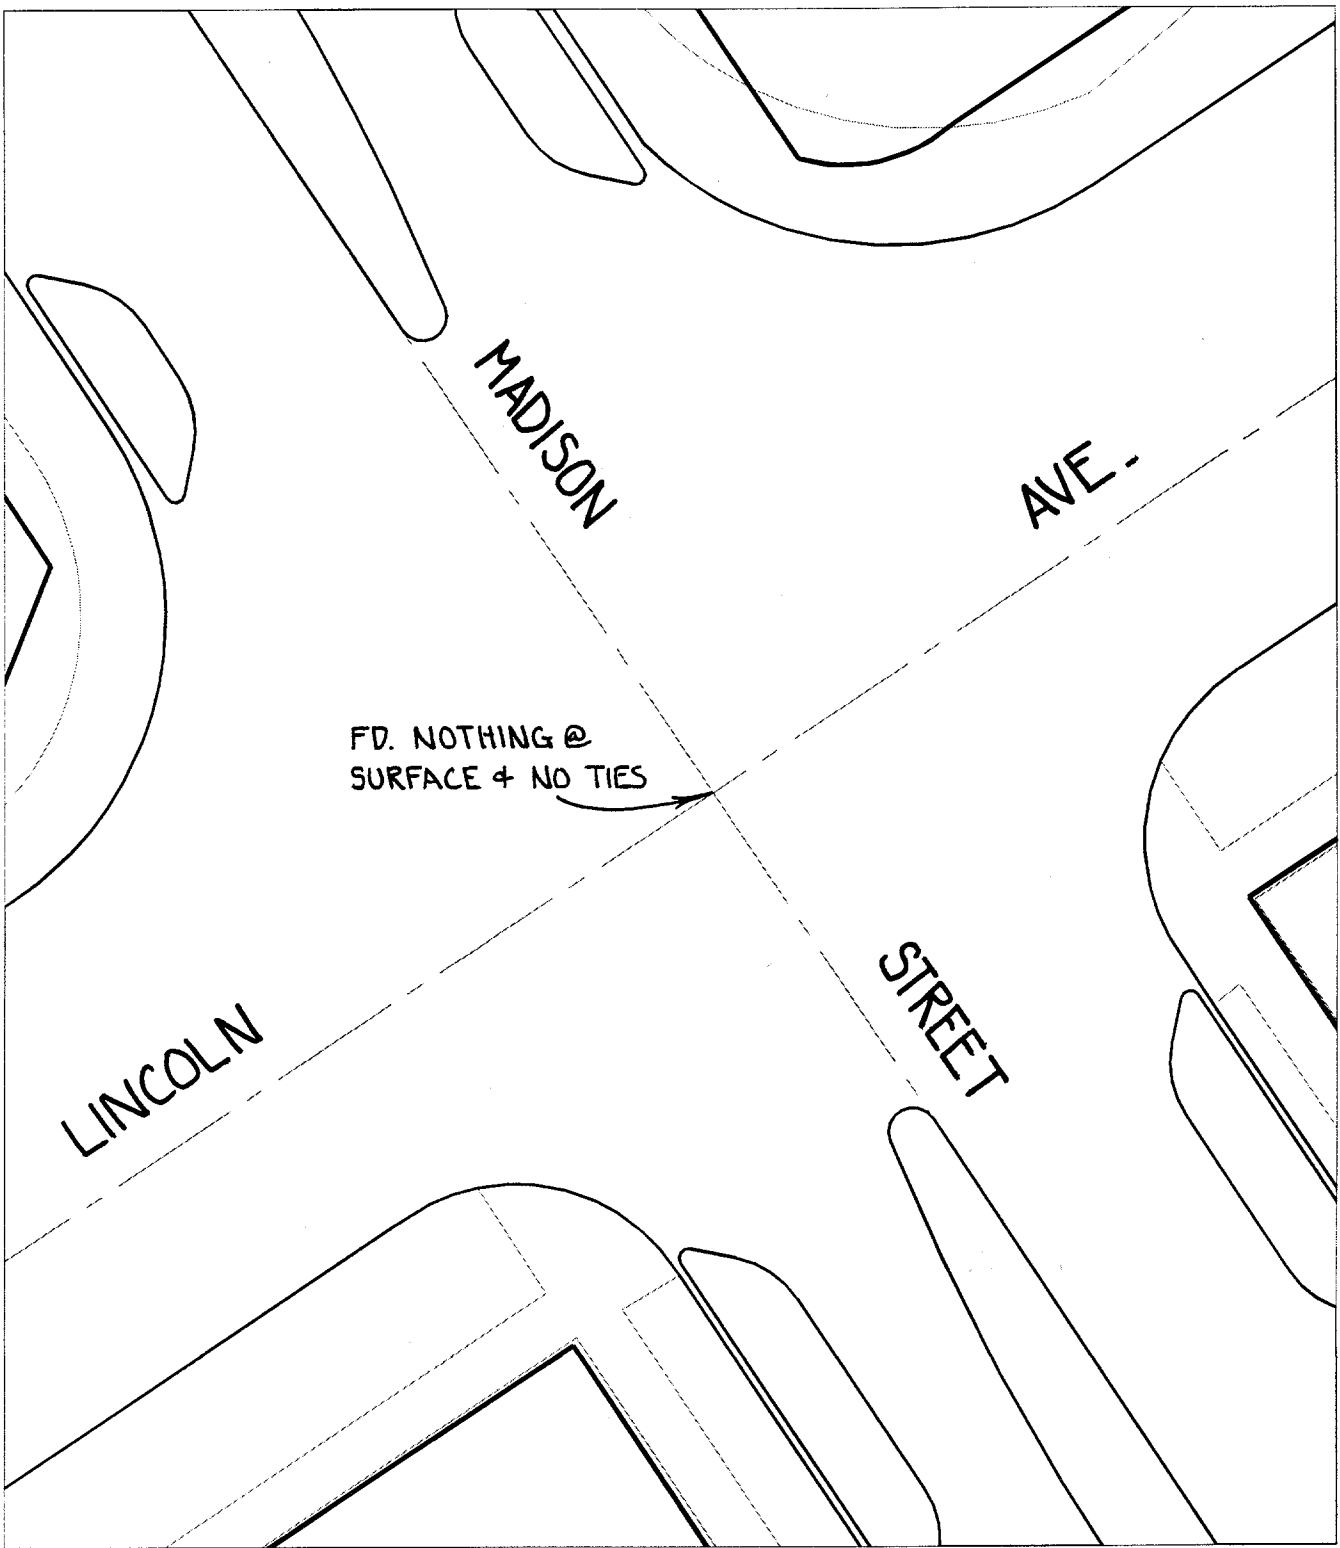 MADISON
AVE.
FD. NOTHING @
SURFACE & NO TIES
STREET
LINCOLN